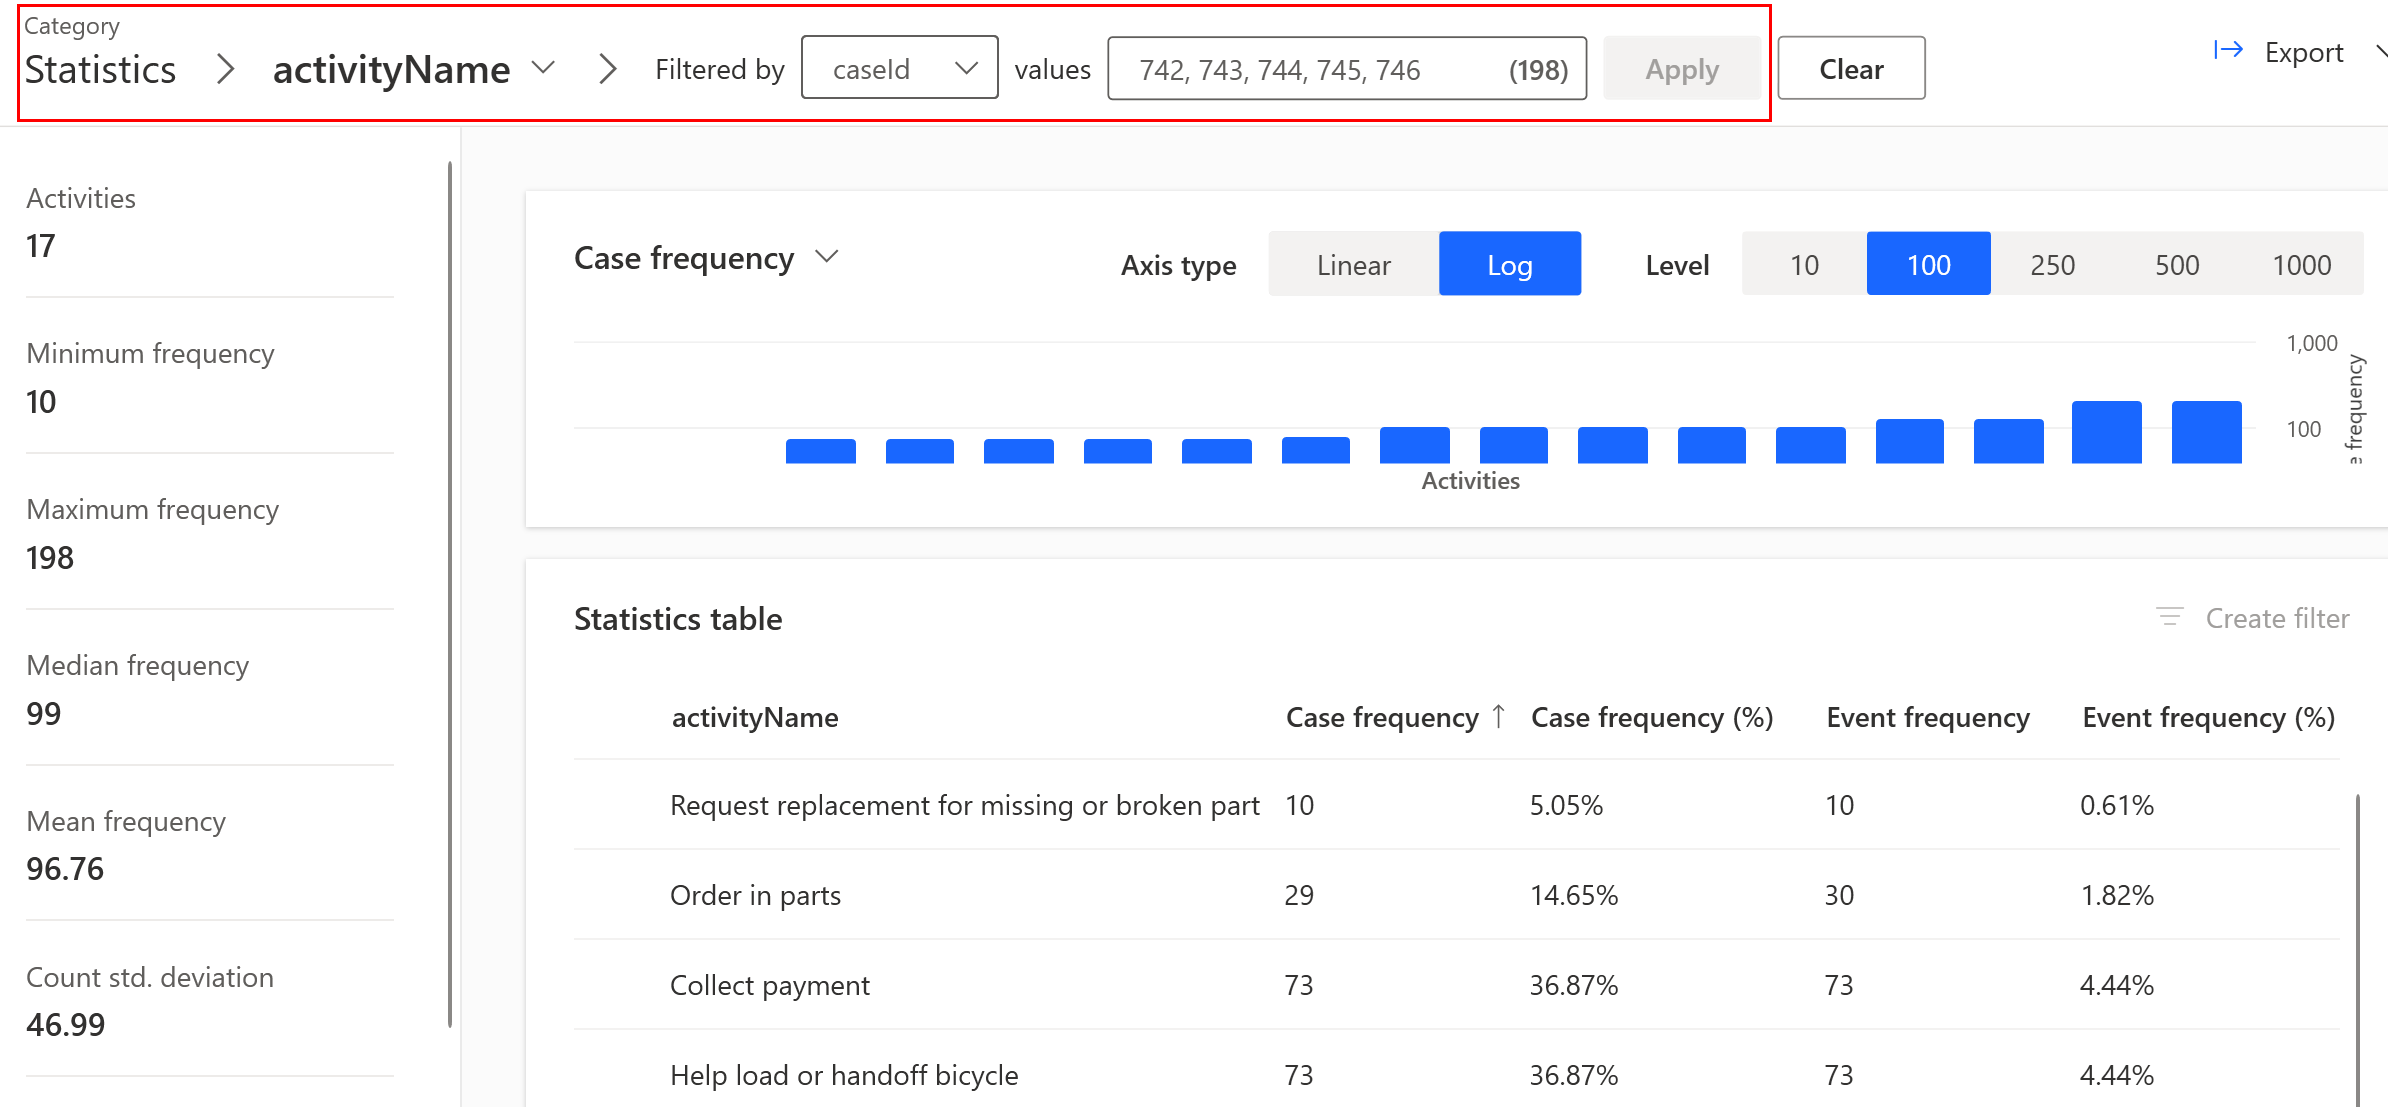 Category
Statistics activityName Filtered by caseId values 742, 743, 744, 745, 746 (198) Apply Clear Export
Activities
17
Minimum frequency
10
Maximum frequency
198
Median frequency
99
Mean frequency
96.76
Count std. deviation
46.99
Case frequency Axis type Linear Log Level 10 100 250 500 1000
1,000
100
e frequency
Activities
Statistics table Create filter
activityName Case frequency ↑ Case frequency (%) Event frequency Event frequency (%)
Request replacement for missing or broken part 10 5.05% 10 0.61%
Order in parts 29 14.65% 30 1.82%
Collect payment 73 36.87% 73 4.44%
Help load or handoff bicycle 73 36.87% 73 4.44%